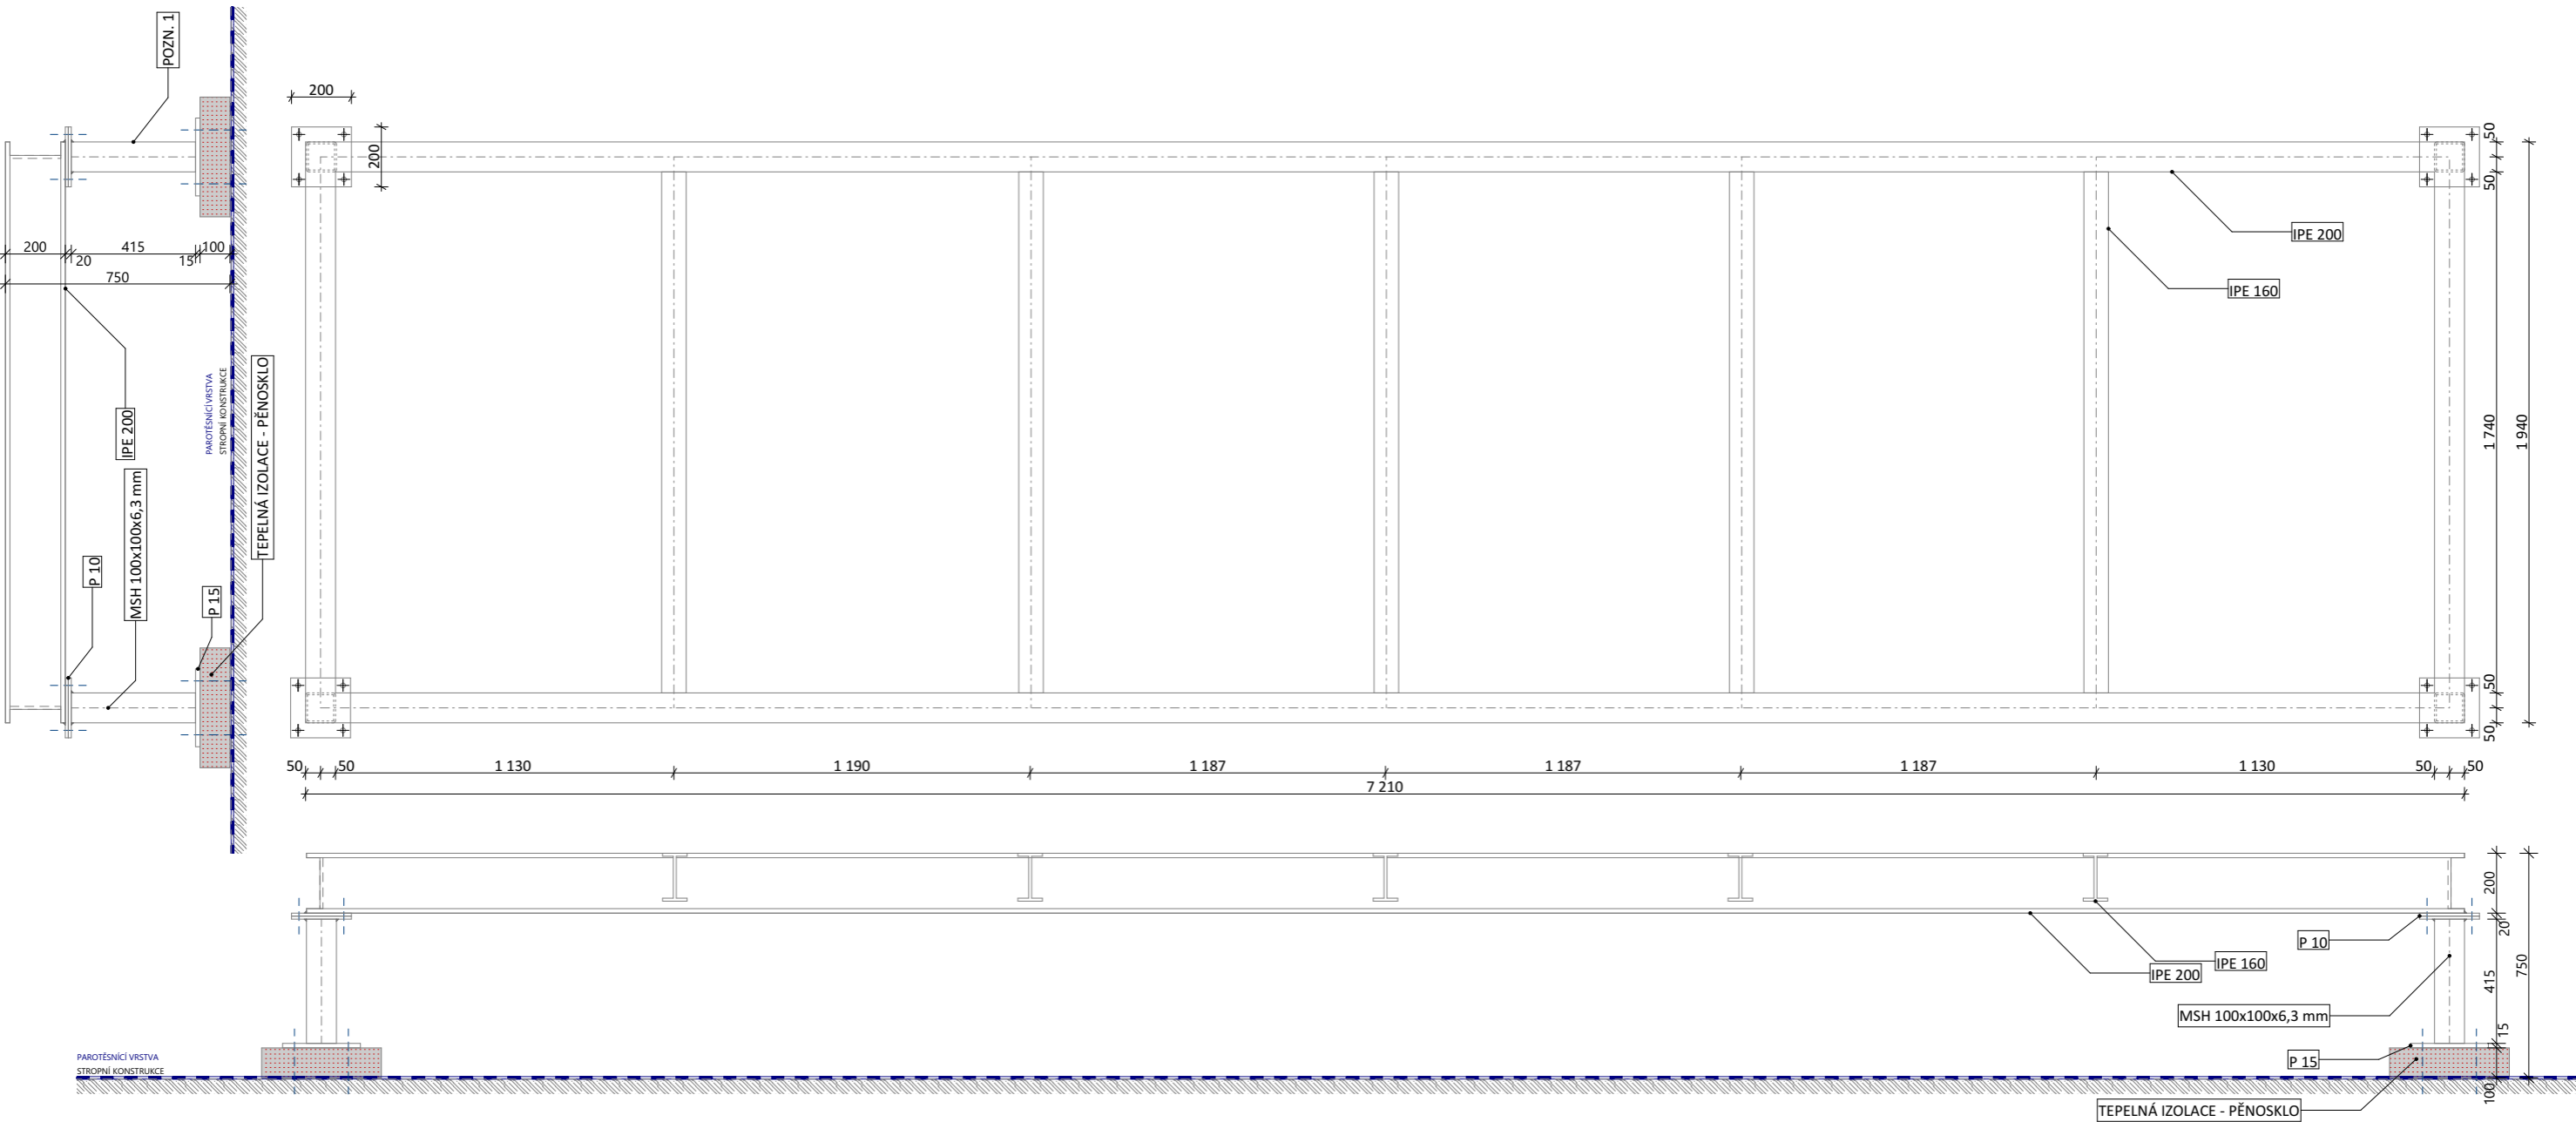 POZN. 1
200
415
100
20
15
750
IPE 200
PAROTĚSNÍCÍ VRSTVA
STROPNÍ KONSTRUKCE
TEPELNÁ IZOLACE - PĚNOSKLO
MSH 100x100x6,3 mm
P 10
P 15
200
200
IPE 200
IPE 160
50
50
1 740
1 940
50
50
50
50
1 130
1 190
1 187
1 187
1 187
1 130
50
50
7 210
200
20
415
750
15
100
P 10
IPE 160
IPE 200
MSH 100x100x6,3 mm
P 15
TEPELNÁ IZOLACE - PĚNOSKLO
PAROTĚSNÍCÍ VRSTVA
STROPNÍ KONSTRUKCE